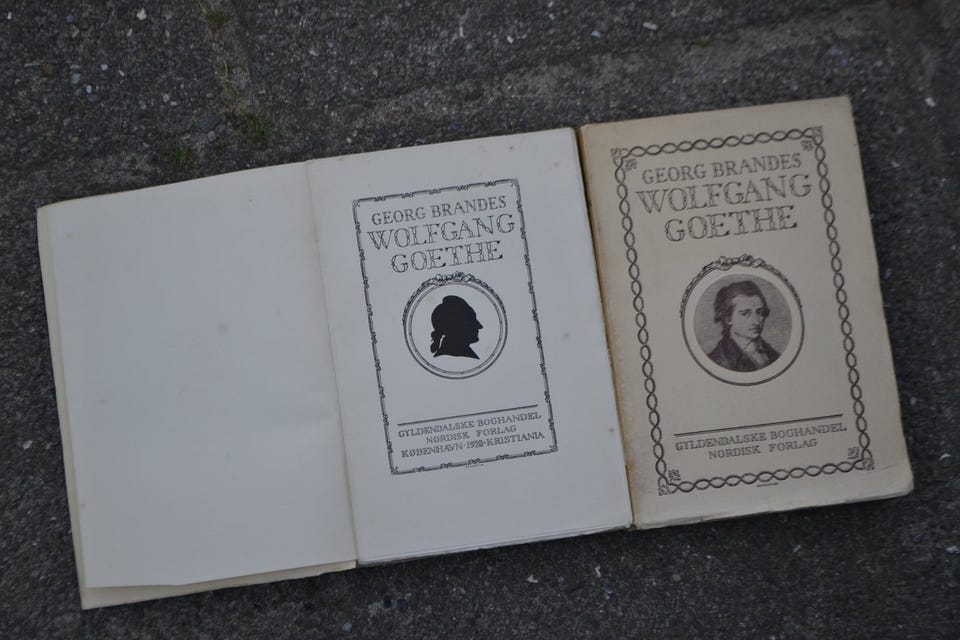 GEORG BRANDES
WOLFGANG
GOETHE
GYLDENDALSKE BOGHANDEL
NORDISK FORLAG
KØBENHAVN · 1920 · KRISTIANIA
GEORG BRANDES
WOLFGANG
GOETHE
GYLDENDALSKE BOGHANDEL
NORDISK FORLAG